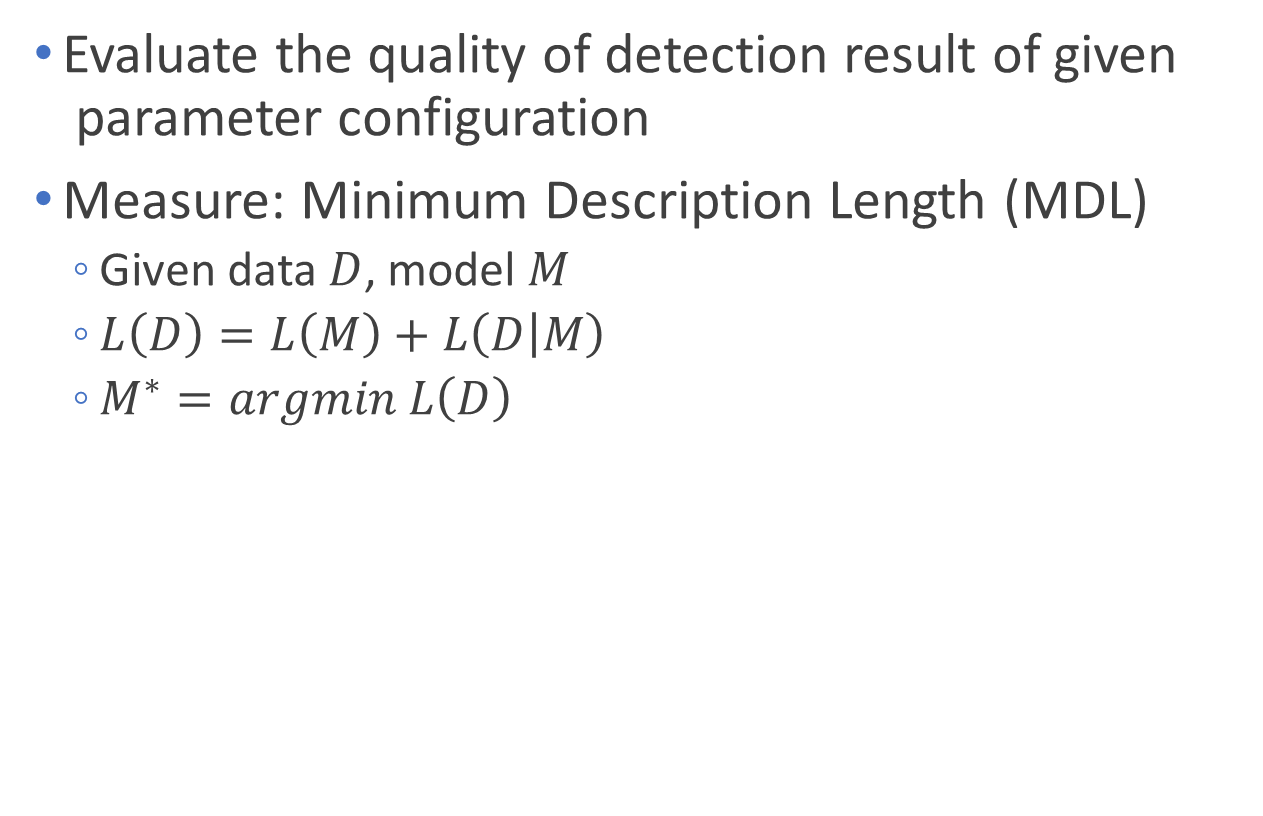 • Evaluate the quality of detection result of given
parameter configuration
• Measure: Minimum Description Length (MDL)
◦ Given data D, model M
◦ L(D) = L(M) + L(D|M)
◦ M* = argmin L(D)